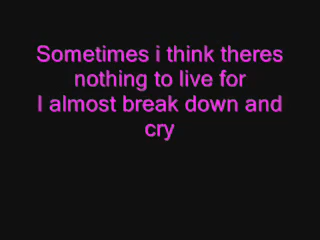 Sometimes i think theres
nothing to live for
I almost break down and
cry